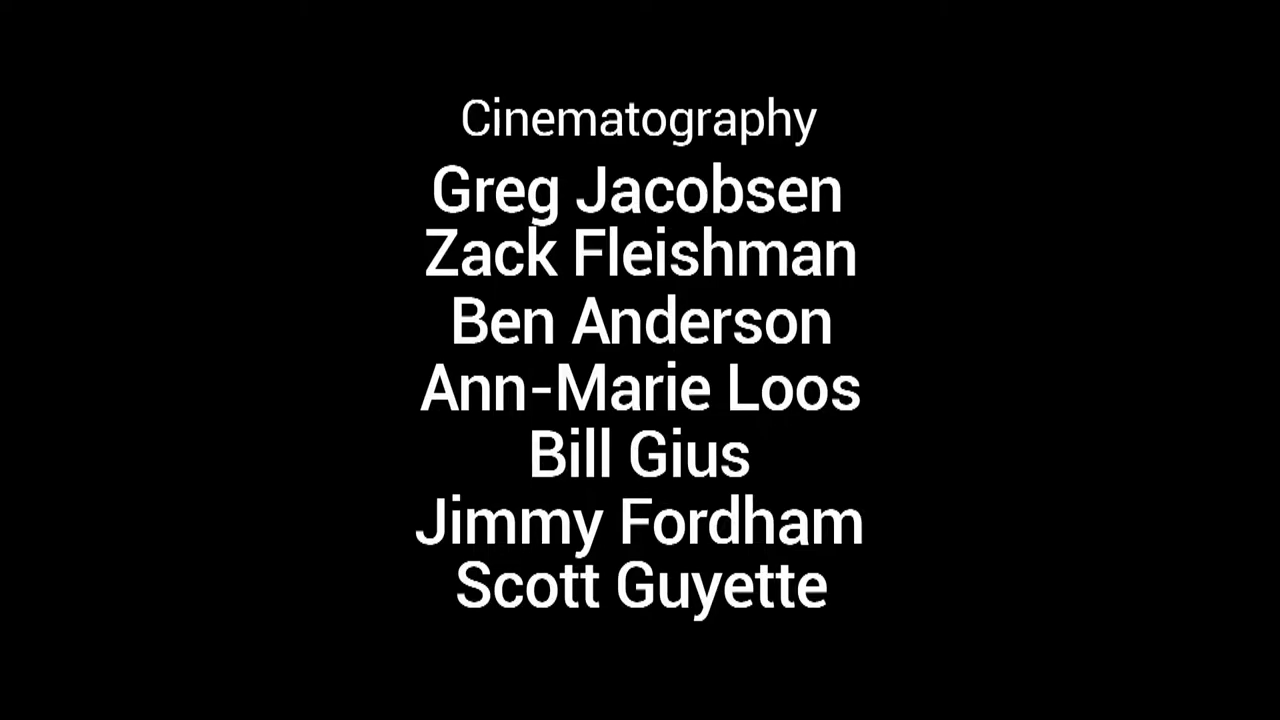 Cinematography
Greg Jacobsen
Zack Fleishman
Ben Anderson
Ann-Marie Loos
Bill Gius
Jimmy Fordham
Scott Guyette